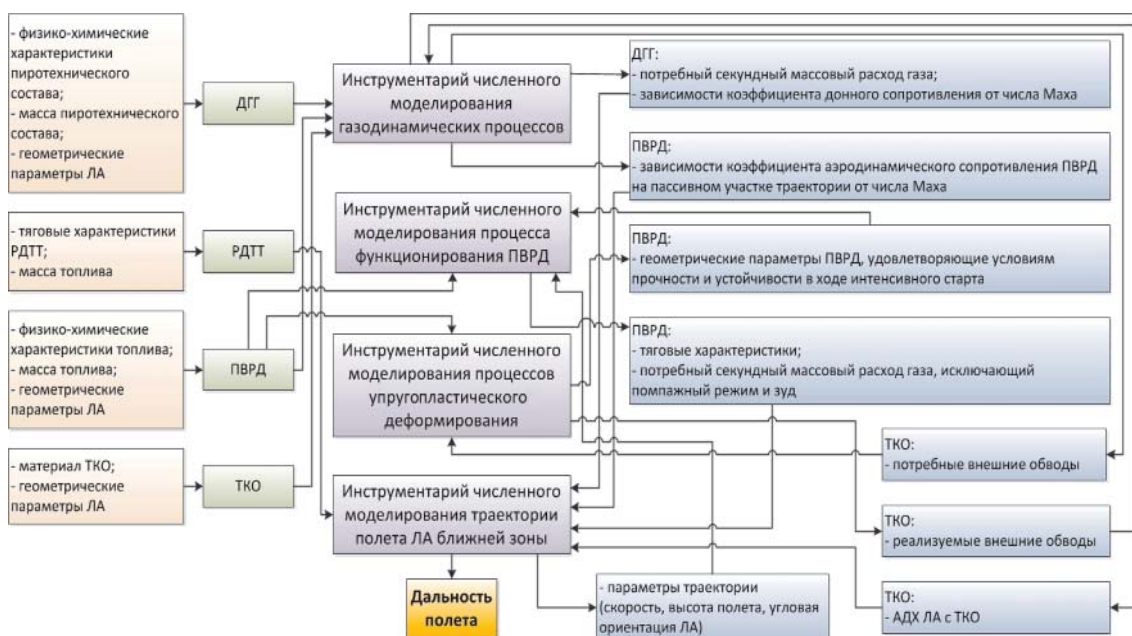 - физико-химические
характеристики
пиротехнического
состава;
- масса пиротехнического
состава;
- геометрические
параметры ЛА
ДГГ
- тяговые характеристики
РДТТ;
- масса топлива
РДТТ
- физико-химические
характеристики топлива;
- масса топлива;
- геометрические
параметры ЛА
ПВРД
- материал ТКО;
- геометрические
параметры ЛА
ТКО
Инструментарий численного
моделирования
газодинамических процессов
Инструментарий численного
моделирования процесса
функционирования ПВРД
Инструментарий численного
моделирования процессов
упругопластического
деформирования
Инструментарий численного
моделирования траектории
полета ЛА ближней зоны
Дальность
полета
ДГГ:
- потребный секундный массовый расход газа;
- зависимости коэффициента донного сопротивления от числа Маха
ПВРД:
- зависимости коэффициента аэродинамического сопротивления ПВРД
на пассивном участке траектории от числа Маха
ПВРД:
- геометрические параметры ПВРД, удовлетворяющие условиям
прочности и устойчивости в ходе интенсивного старта
ПВРД:
- тяговые характеристики;
- потребный секундный массовый расход газа, исключающий
помпажный режим и зуд
ТКО:
- потребные внешние обводы
ТКО:
- реализуемые внешние обводы
ТКО:
- АДХ ЛА с ТКО
- параметры траектории
(скорость, высота полета, угловая
ориентация ЛА)